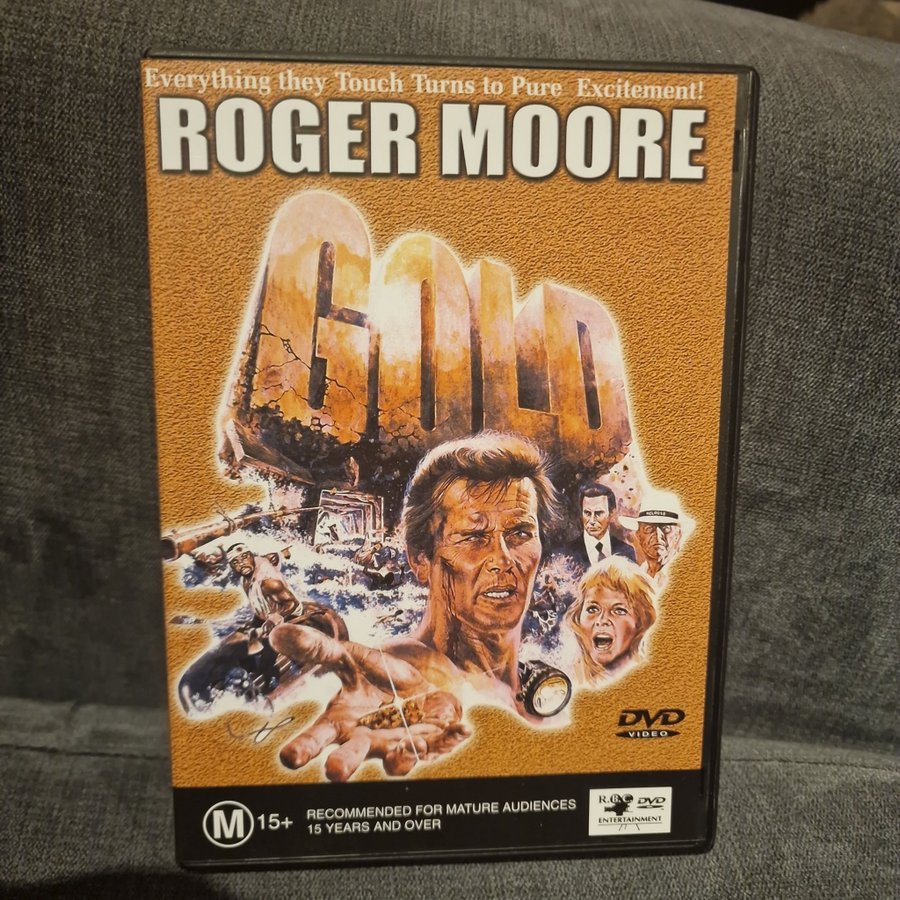 Everything they Touch Turns to Pure Excitement!
ROGER MOORE
GOLD
DVD
VIDEO
M 15+
RECOMMENDED FOR MATURE AUDIENCES
15 YEARS AND OVER
DVD
ENTERTAINMENT